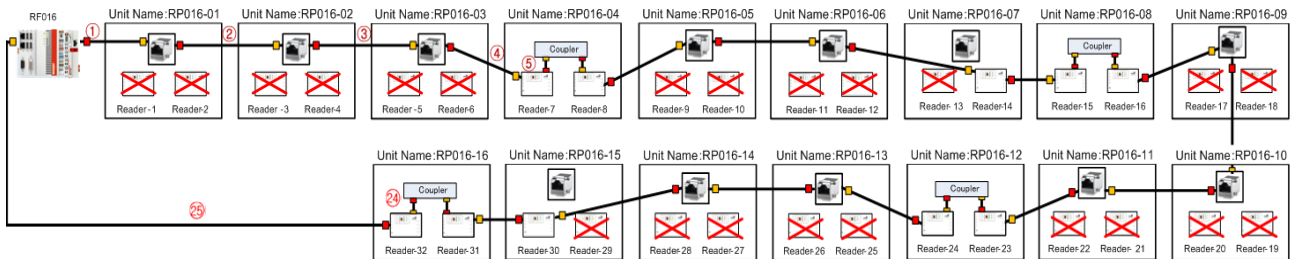 RF016
Unit Name:RP016-01 Unit Name:RP016-02 Unit Name:RP016-03 Unit Name:RP016-04 Unit Name:RP016-05 Unit Name:RP016-06 Unit Name:RP016-07 Unit Name:RP016-08 Unit Name:RP016-09
① ② ③ ④ ⑤
Coupler Coupler
Reader -1 Reader-2 Reader -3 Reader-4 Reader -5 Reader-6 Reader-7 Reader-8 Reader-9 Reader-10 Reader-11 Reader-12 Reader- 13 Reader-14 Reader-15 Reader-16 Reader-17 Reader-18
Unit Name:RP016-16 Unit Name:RP016-15 Unit Name:RP016-14 Unit Name:RP016-13 Unit Name:RP016-12 Unit Name:RP016-11 Unit Name:RP016-10
Coupler Coupler
㉔
㉕
Reader-32 Reader-31 Reader-30 Reader-29 Reader-28 Reader-27 Reader-26 Reader-25 Reader-24 Reader-23 Reader-22 Reader- 21 Reader-20 Reader-19